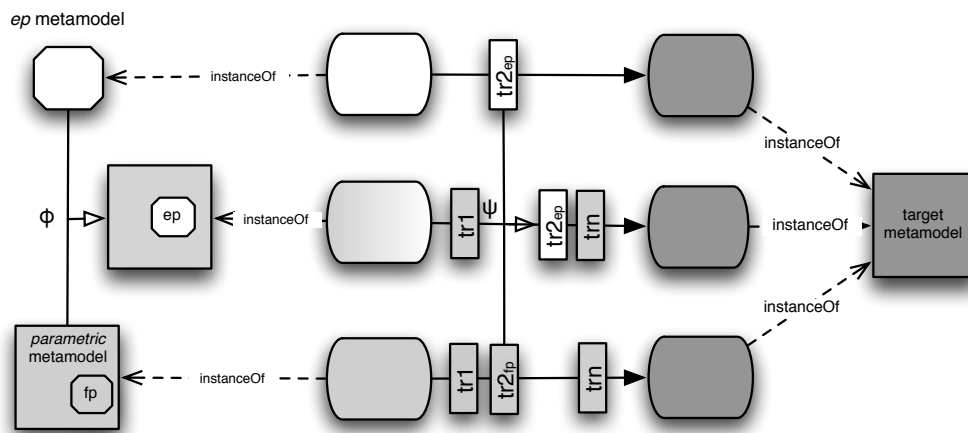 ep metamodel
instanceOf
tr2ep
instanceOf
ϕ
ep
instanceOf
tr1
ψ
tr2ep
trn
instanceOf
target
metamodel
instanceOf
parametric
metamodel
fp
instanceOf
tr1
tr2fp
trn